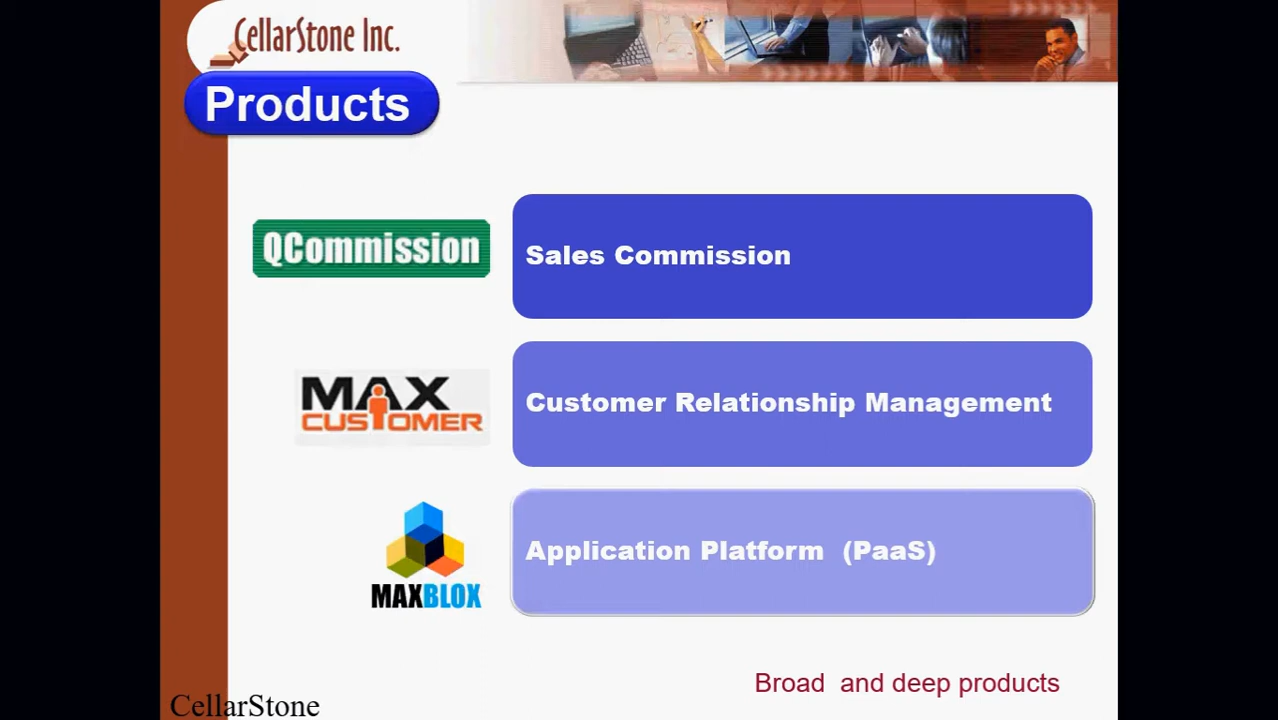 CellarStone Inc.
Products
QCommission
Sales Commission
MAX
CUSTOMER
Customer Relationship Management
MAXBLOX
Application Platform  (PaaS)
Broad  and deep products
CellarStone